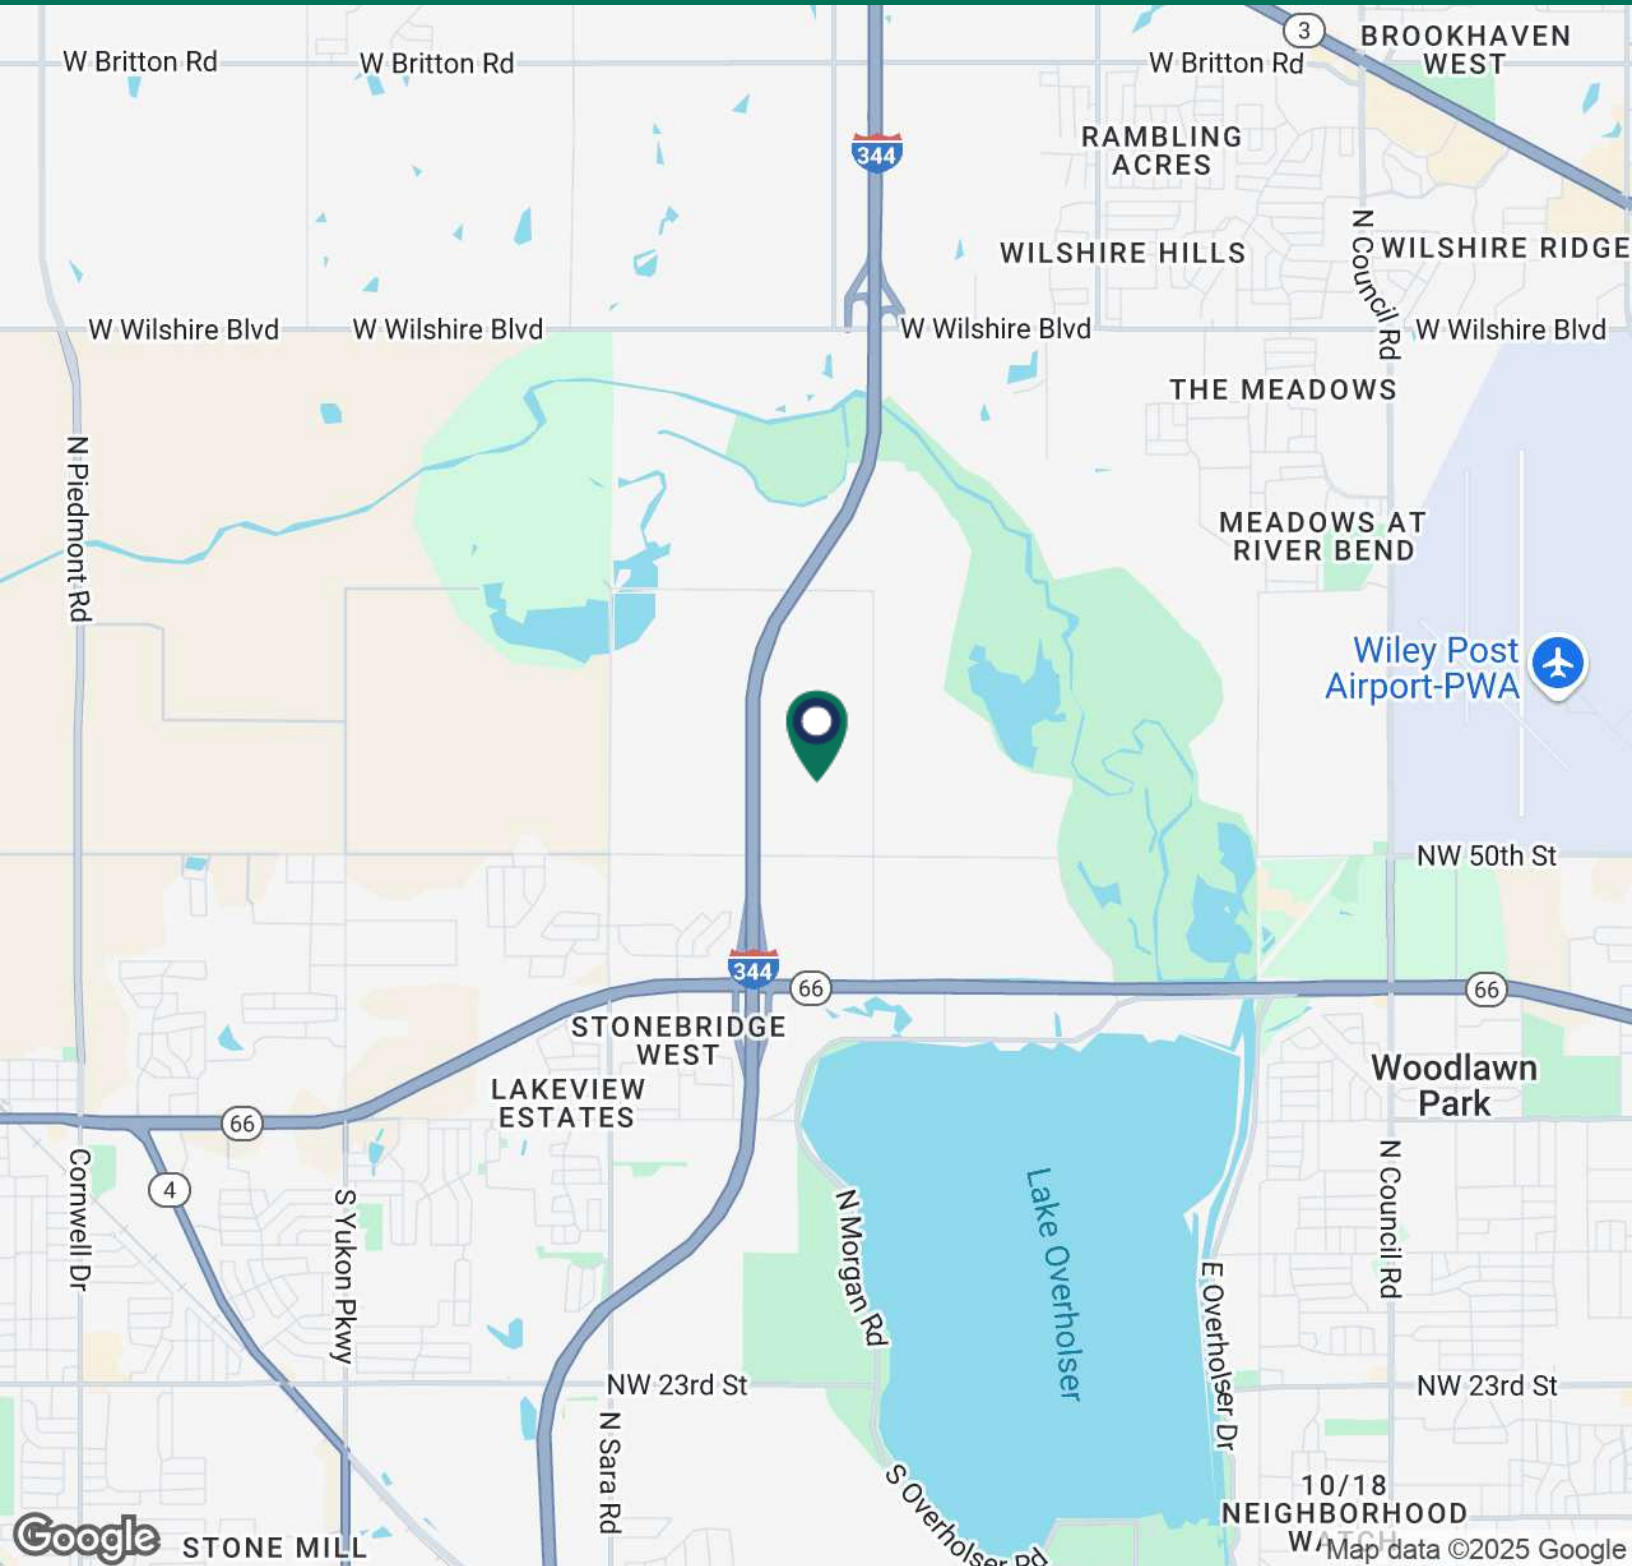 3
BROOKHAVEN
WEST
W Britton Rd
W Britton Rd
W Britton Rd
RAMBLING
ACRES
344
N Council Rd
WILSHIRE HILLS
WILSHIRE RIDGE
W Wilshire Blvd
W Wilshire Blvd
W Wilshire Blvd
W Wilshire Blvd
THE MEADOWS
N Piedmont Rd
MEADOWS AT
RIVER BEND
Wiley Post
Airport-PWA
NW 50th St
344
66
66
STONEBRIDGE
WEST
LAKEVIEW
ESTATES
Woodlawn
Park
66
4
Cornwell Dr
S Yukon Pkwy
N Morgan Rd
Lake Overholser
E Overholser Dr
N Council Rd
NW 23rd St
NW 23rd St
N Sara Rd
S Overholser Rd
10/18
NEIGHBORHOOD
WATCH
Google
STONE MILL
Map data ©2025 Google